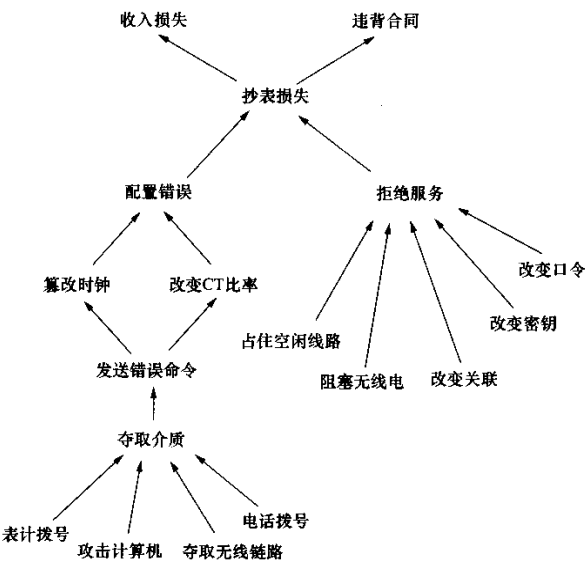 收入损失
违背合同
抄表损失
配置错误
拒绝服务
篡改时钟
改变CT比率
改变口令
改变密钥
占住空闲线路
阻塞无线电
改变关联
发送错误命令
夺取介质
表计拨号
攻击计算机
夺取无线链路
电话拨号